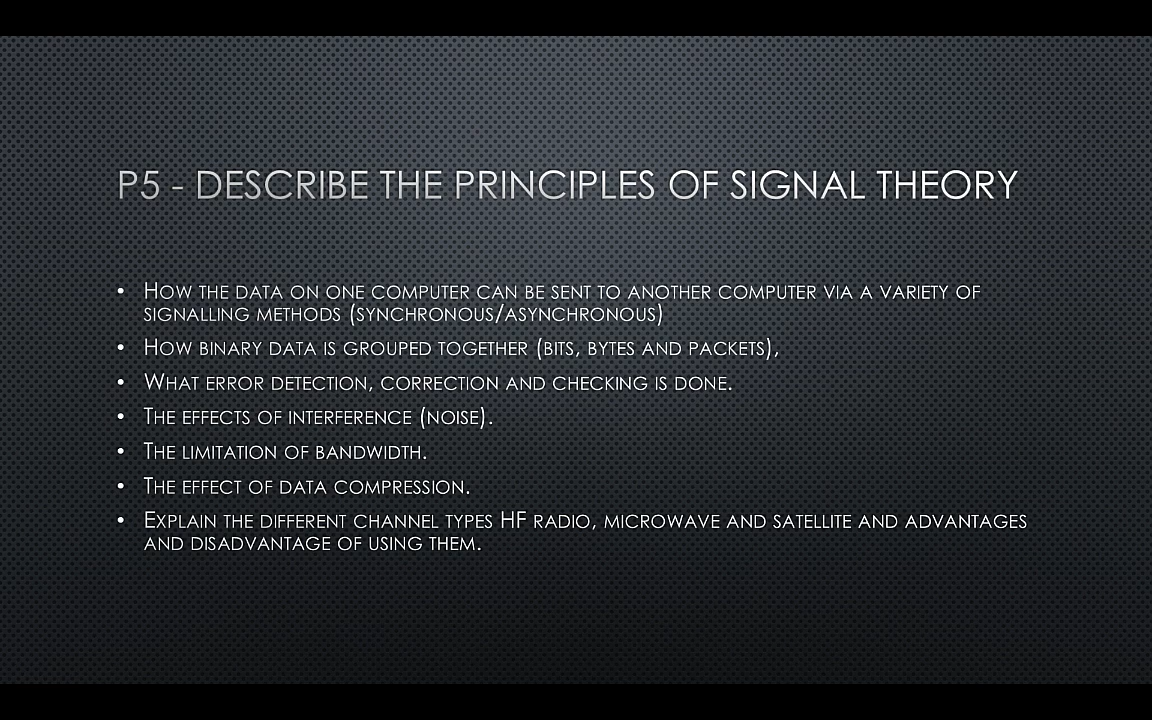 P5 - DESCRIBE THE PRINCIPLES OF SIGNAL THEORY
• HOW THE DATA ON ONE COMPUTER CAN BE SENT TO ANOTHER COMPUTER VIA A VARIETY OF
SIGNALLING METHODS (SYNCHRONOUS/ASYNCHRONOUS)
• HOW BINARY DATA IS GROUPED TOGETHER (BITS, BYTES AND PACKETS),
• WHAT ERROR DETECTION, CORRECTION AND CHECKING IS DONE.
• THE EFFECTS OF INTERFERENCE (NOISE).
• THE LIMITATION OF BANDWIDTH.
• THE EFFECT OF DATA COMPRESSION.
• EXPLAIN THE DIFFERENT CHANNEL TYPES HF RADIO, MICROWAVE AND SATELLITE AND ADVANTAGES
AND DISADVANTAGE OF USING THEM.